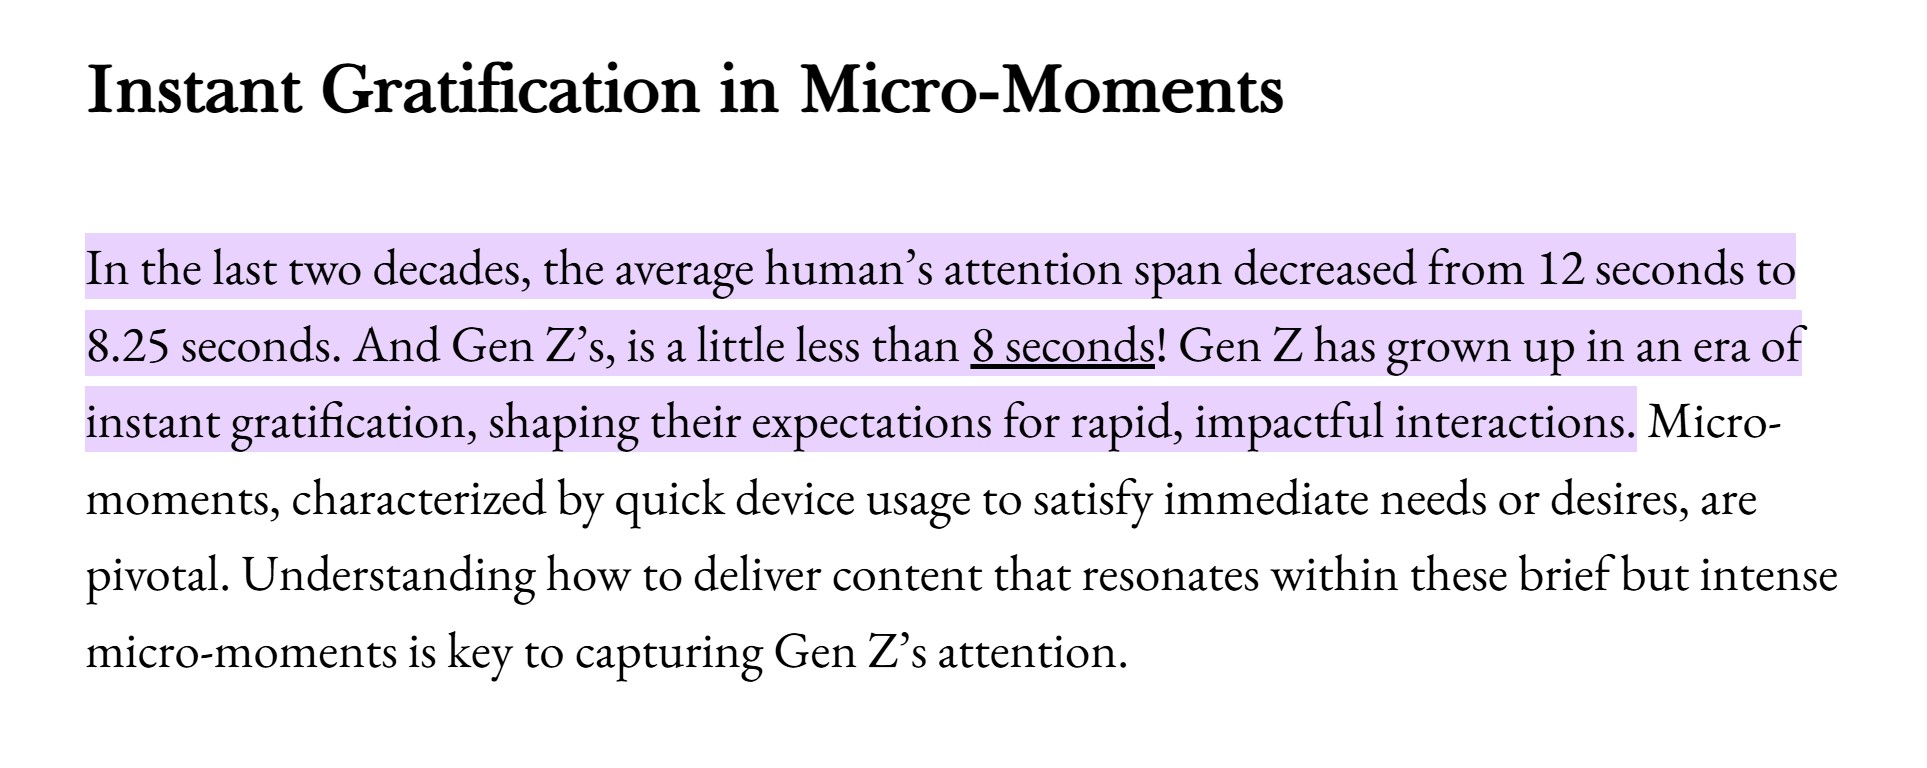 Instant Gratification in Micro-Moments
In the last two decades, the average human’s attention span decreased from 12 seconds to
8.25 seconds. And Gen Z’s, is a little less than 8 seconds! Gen Z has grown up in an era of
instant gratification, shaping their expectations for rapid, impactful interactions. Micro-
moments, characterized by quick device usage to satisfy immediate needs or desires, are
pivotal. Understanding how to deliver content that resonates within these brief but intense
micro-moments is key to capturing Gen Z’s attention.